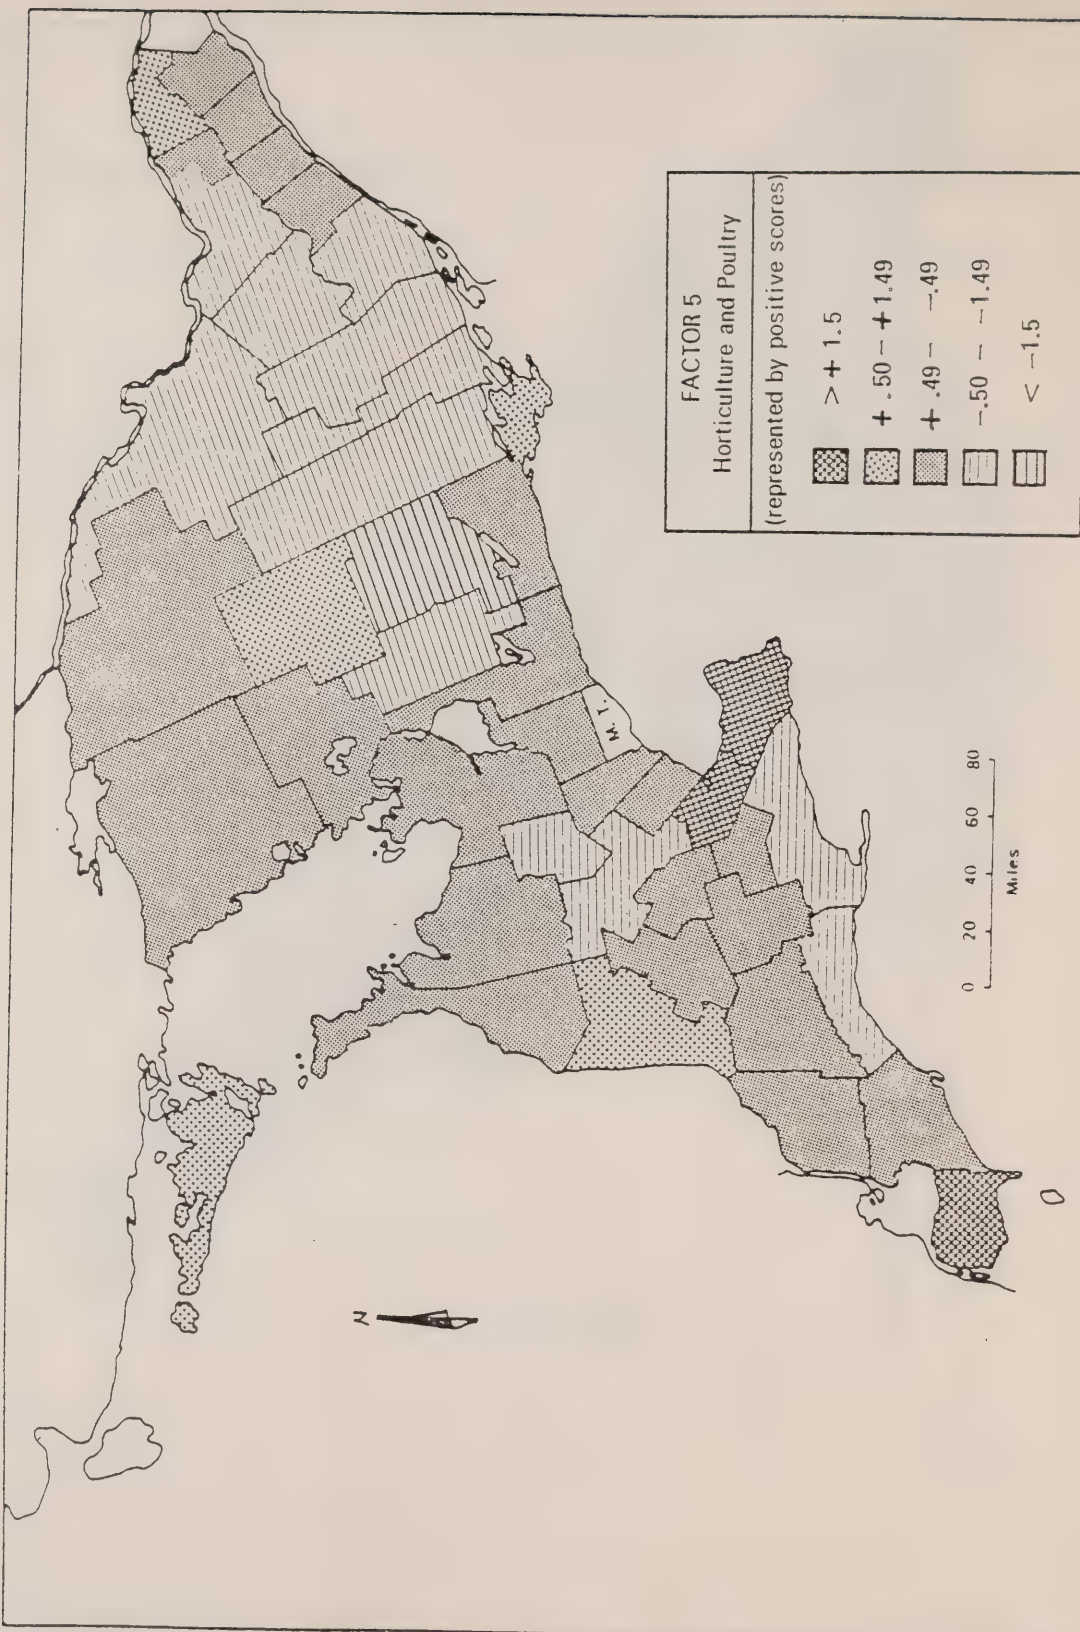 FACTOR 5
Horticulture and Poultry
(represented by positive scores)
> + 1.5
+ .50 – + 1.49
+ .49 – – .49
–.50 – – 1.49
< –1.5
M. T.
N
0 20 40 60 80
Miles